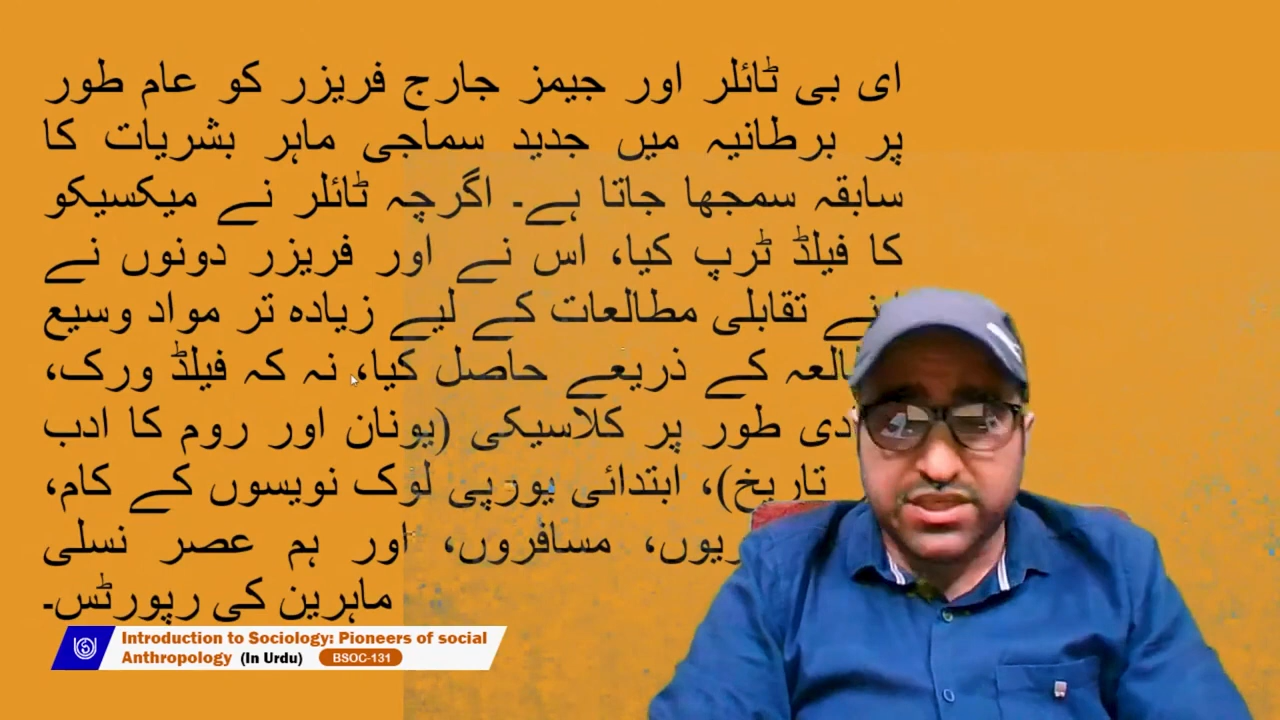 ای بی ٹائلر اور جیمز جارج فریزر کو عام طور
پر برطانیہ میں جدید سماجی ماہر بشریات کا
سابقہ سمجھا جاتا ہے۔ اگرچہ ٹائلر نے میکسیکو
کا فیلڈ ٹرپ کیا، اس نے اور فریزر دونوں نے
تقابلی مطالعات کے لیے زیادہ تر مواد وسیع
کے ذریعے حاصل کیا، نہ کہ فیلڈ ورک،
طور پر کلاسیکی (یونان اور روم کا ادب
تاریخ)، ابتدائی یورپی لوک نویسوں کے کام،
مسافروں، اور ہم عصر نسلی
ماہرین کی رپورٹس۔
Introduction to Sociology: Pioneers of social
Anthropology (In Urdu) BSOC-131